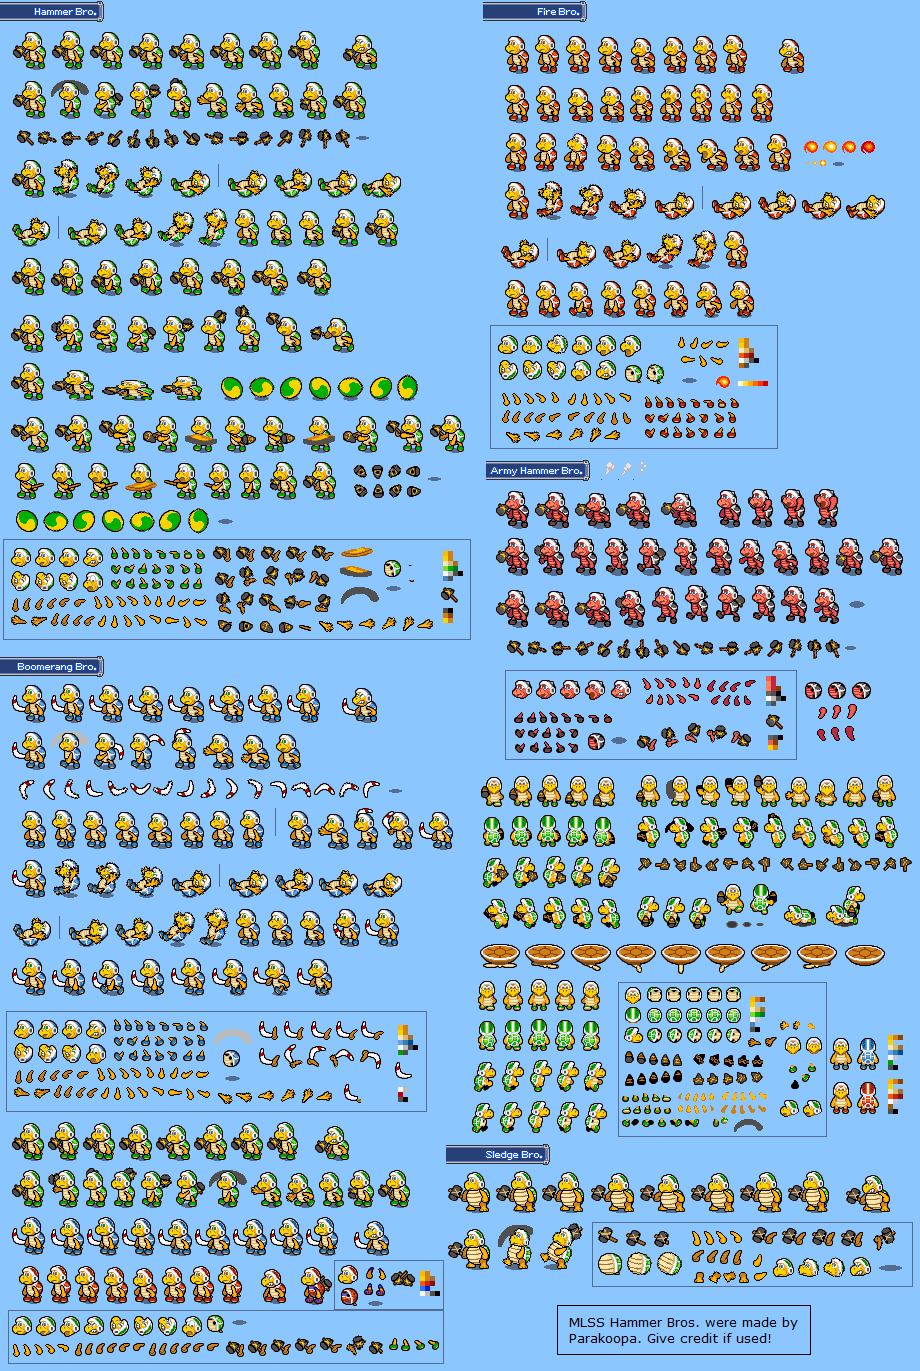 Hammer Bro.
Fire Bro.
Army Hammer Bro.
Boomerang Bro.
Sledge Bro.
MLSS Hammer Bros. were made by
Parakoopa. Give credit if used!